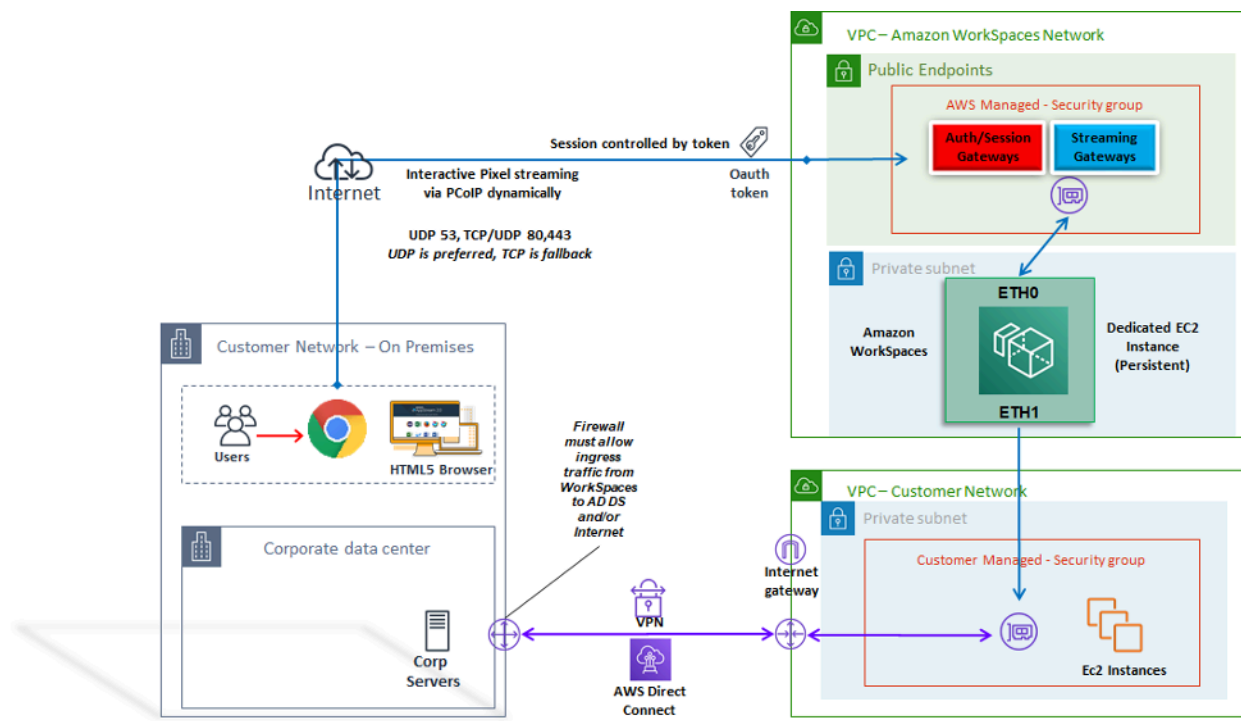 VPC – Amazon WorkSpaces Network
Public Endpoints
AWS Managed - Security group
Auth/Session
Gateways
Streaming
Gateways
Session controlled by token
Internet
Interactive Pixel streaming
via PCoIP dynamically
Oauth
token
UDP 53, TCP/UDP 80,443
UDP is preferred, TCP is fallback
Private subnet
ETH0
Amazon
WorkSpaces
Dedicated EC2
Instance
(Persistent)
ETH1
Customer Network – On Premises
Users
HTML5 Browser
Firewall
must allow
ingress
traffic from
WorkSpaces
to AD DS
and/or
Internet
VPC – Customer Network
Private subnet
Customer Managed - Security group
Internet
gateway
Ec2 Instances
Corporate data center
Corp
Servers
VPN
AWS Direct
Connect